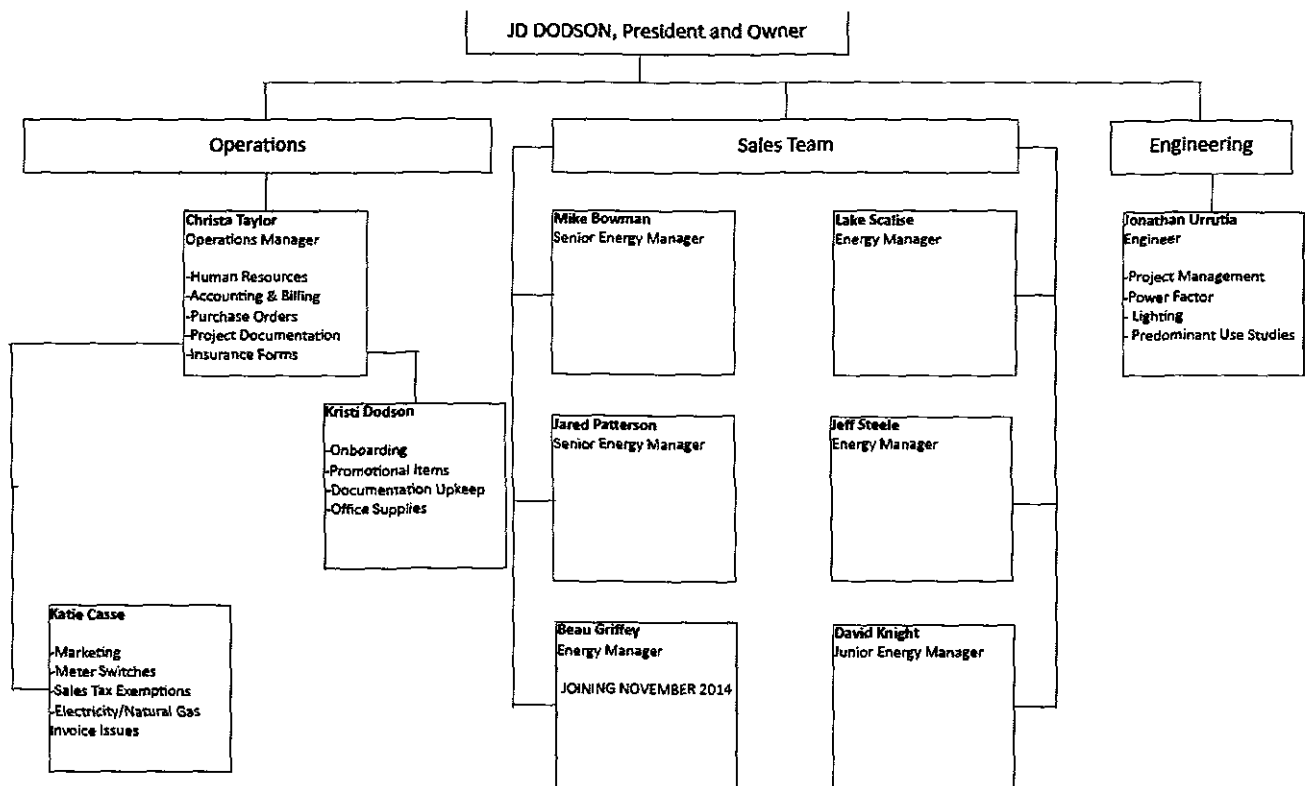 JD DODSON, President and Owner
Operations
Sales Team
Engineering
Christa Taylor
Operations Manager
-Human Resources
-Accounting & Billing
-Purchase Orders
-Project Documentation
-Insurance Forms
Mike Bowman
Senior Energy Manager
Lake Scalise
Energy Manager
Jonathan Urrutia
Engineer
-Project Management
-Power Factor
- Lighting
- Predominant Use Studies
Kristi Dodson
-Onboarding
-Promotional Items
-Documentation Upkeep
-Office Supplies
Jared Patterson
Senior Energy Manager
Jeff Steele
Energy Manager
Katie Casse
-Marketing
-Meter Switches
-Sales Tax Exemptions
-Electricity/Natural Gas
Invoice Issues
Beau Griffey
Energy Manager
JOINING NOVEMBER 2014
David Knight
Junior Energy Manager